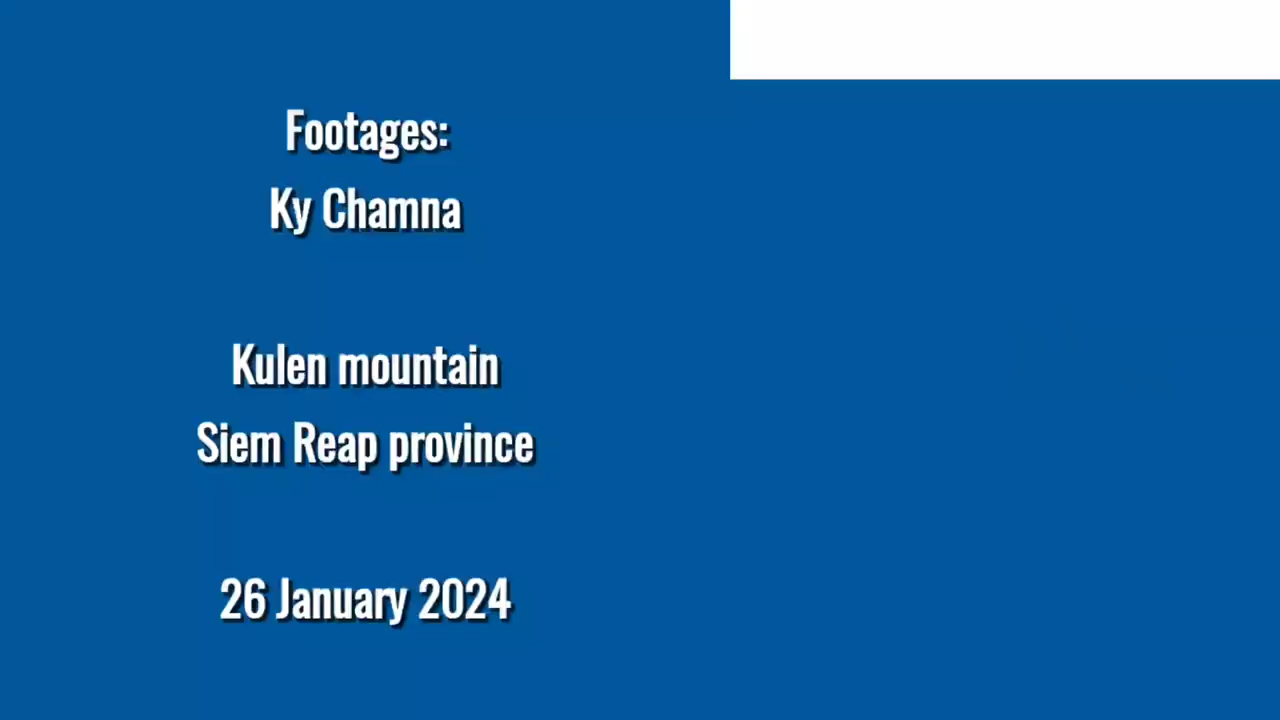 Footages:
Ky Chamna
Kulen mountain
Siem Reap province
26 January 2024